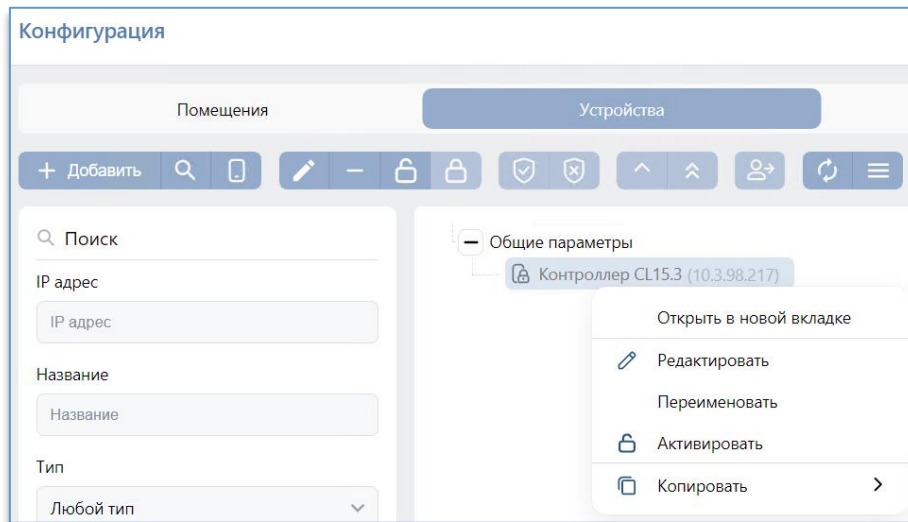 Конфигурация
Помещения
Устройства
+ Добавить
Поиск
IP адрес
IP адрес
Название
Название
Тип
Любой тип
Общие параметры
Контроллер CL15.3 (10.3.98.217)
Открыть в новой вкладке
Редактировать
Переименовать
Активировать
Копировать